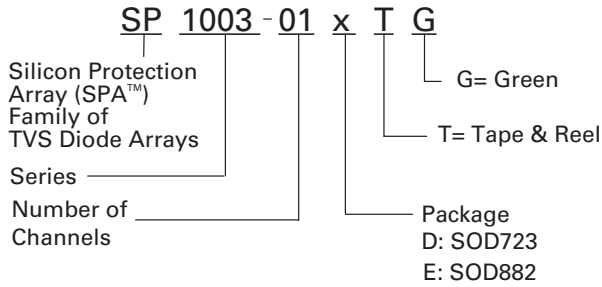 SP 1003 - 01 x T G
Silicon Protection
Array (SPA™)
Family of
TVS Diode Arrays
Series
Number of
Channels
G= Green
T= Tape & Reel
Package
D: SOD723
E: SOD882